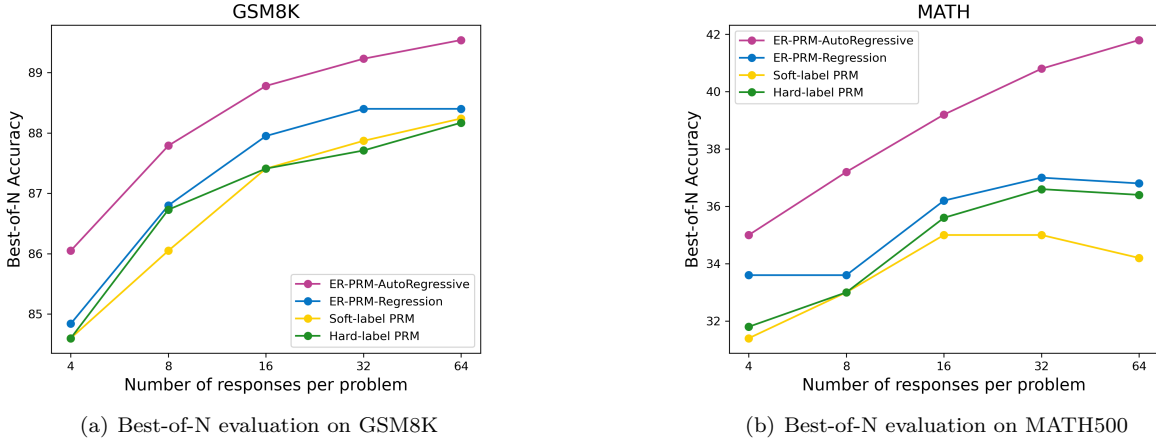 GSM8K
Best-of-N Accuracy
89
88
87
86
85
ER-PRM-AutoRegressive
ER-PRM-Regression
Soft-label PRM
Hard-label PRM
4 8 16 32 64
Number of responses per problem
(a) Best-of-N evaluation on GSM8K
MATH
Best-of-N Accuracy
42
40
38
36
34
32
ER-PRM-AutoRegressive
ER-PRM-Regression
Soft-label PRM
Hard-label PRM
4 8 16 32 64
Number of responses per problem
(b) Best-of-N evaluation on MATH500